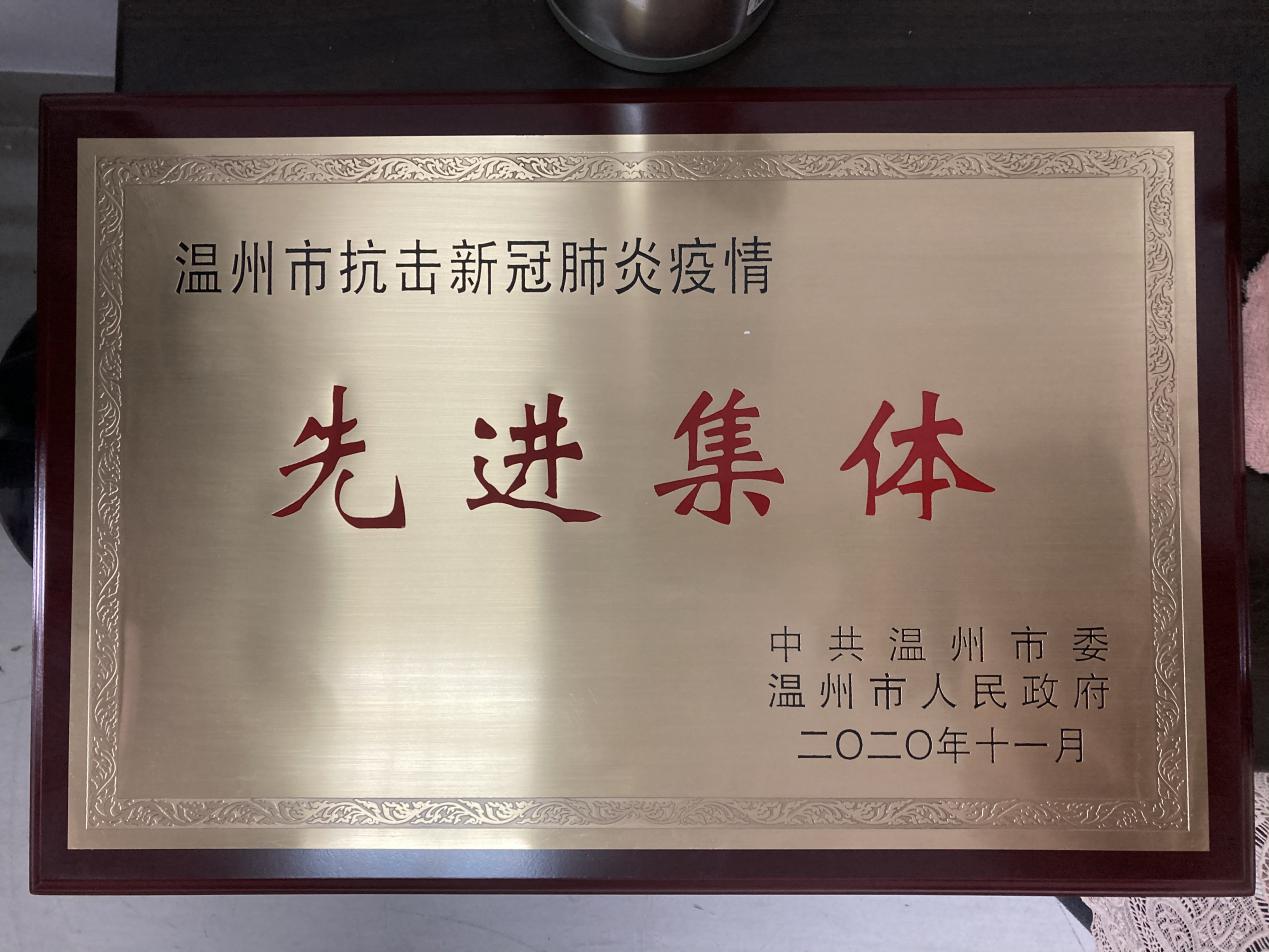 温州市抗击新冠肺炎疫情
先进集体
中共温州市委
温州市人民政府
二〇二〇年十一月